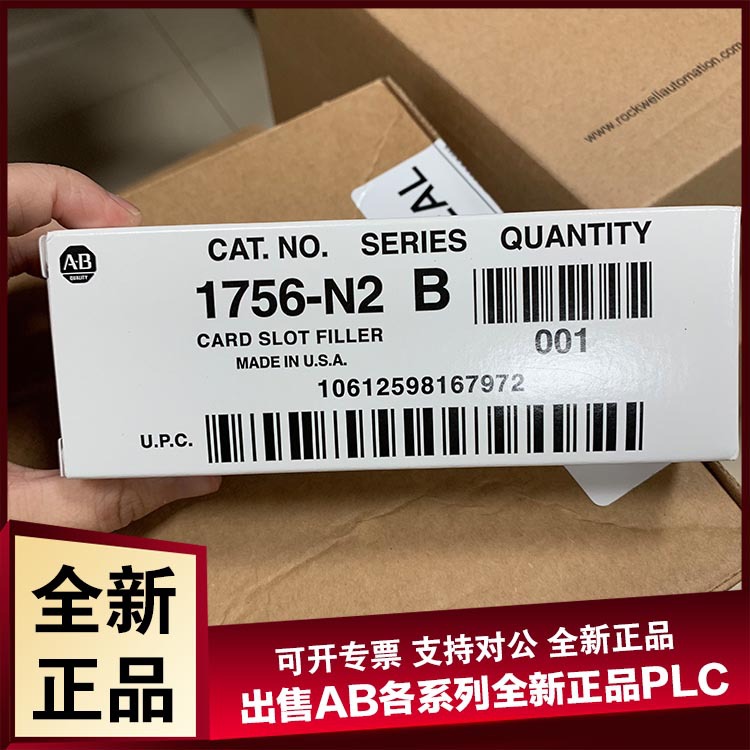 www.rockwellautomation.com
EAL
CAT. NO. SERIES QUANTITY
A-B
QUALITY
1756-N2 B
001
CARD SLOT FILLER
MADE IN U.S.A.
10612598167972
U.P.C.
全新
正品
可开专票 支持对公 全新正品
出售AB各系列全新正品PLC